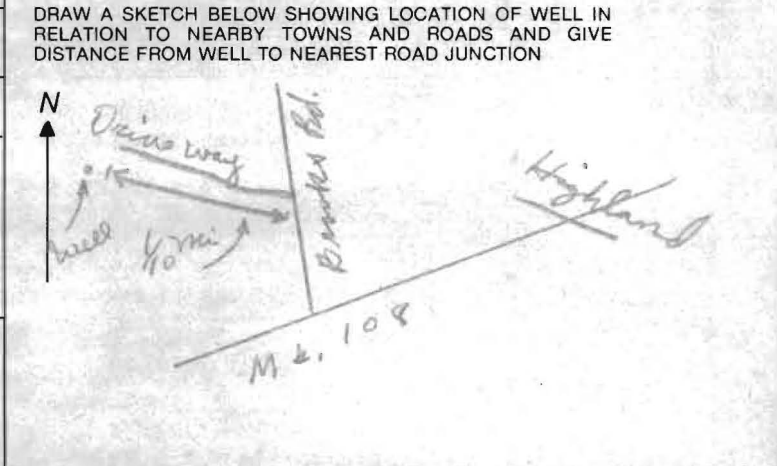 DRAW A SKETCH BELOW SHOWING LOCATION OF WELL IN
RELATION TO NEARBY TOWNS AND ROADS AND GIVE
DISTANCE FROM WELL TO NEAREST ROAD JUNCTION
N
Driveway
Brooks Rd.
Highland
Well
1/10 mi
Md. 108